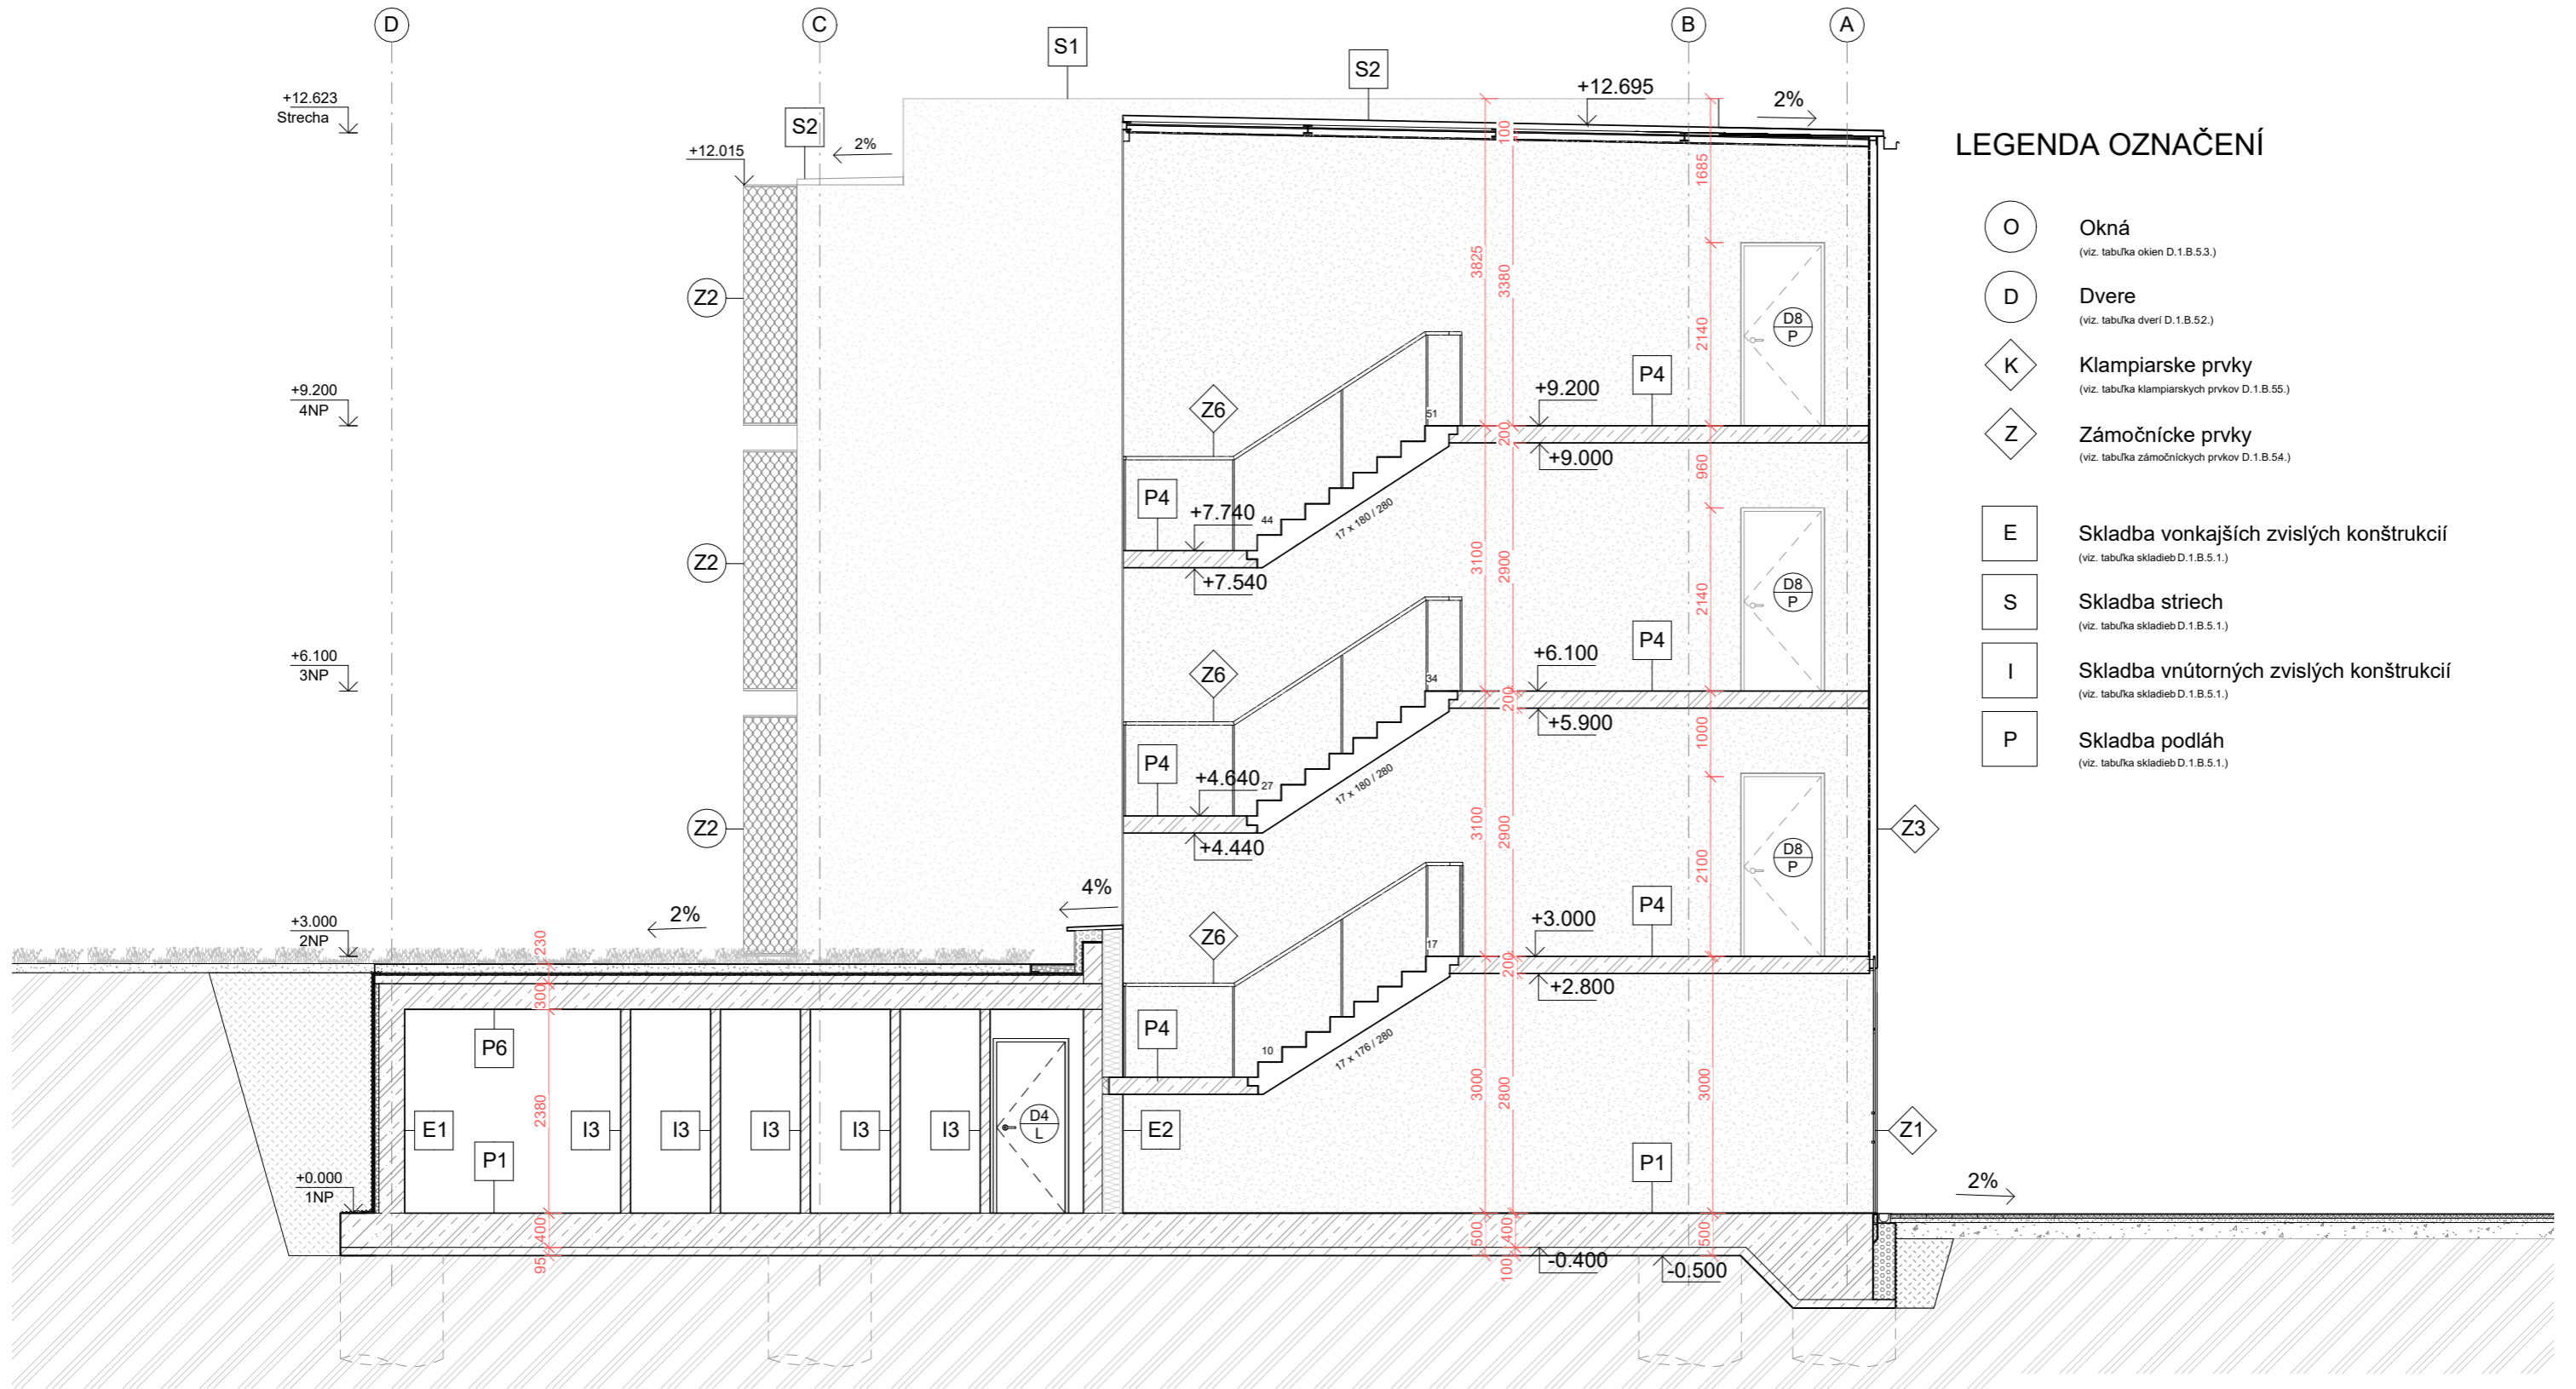 D
C
B
A
S1
S2
+12.695
2%
+12.623
Strecha
S2
2%
+12.015
100
1685
LEGENDA OZNAČENÍ
O
Okná
(viz. tabuľka okien D.1.B.5.3.)
D
Dvere
(viz. tabuľka dverí D.1.B.52.)
K
Klampiarske prvky
(viz. tabuľka klampiarskych prvkov D.1.B.55.)
Z
Zámočnícke prvky
(viz. tabuľka zámočníckych prvkov D.1.B.54.)
E
Skladba vonkajších zvislých konštrukcií
(viz. tabuľka skladieb D.1.B.5.1.)
S
Skladba striech
(viz. tabuľka skladieb D.1.B.5.1.)
I
Skladba vnútorných zvislých konštrukcií
(viz. tabuľka skladieb D.1.B.5.1.)
P
Skladba podláh
(viz. tabuľka skladieb D.1.B.5.1.)
Z2
3825
3380
2140
D8
P
+9.200
4NP
Z6
51
+9.200
P4
200
+9.000
960
P4
+7.740
44
17 x 180 / 280
+7.540
Z2
3100
2900
2140
D8
P
+6.100
3NP
Z6
34
+6.100
P4
200
+5.900
1000
P4
+4.640
27
17 x 180 / 280
+4.440
Z2
3100
2900
2100
D8
P
Z3
4%
2%
+3.000
2NP
230
Z6
17
+3.000
P4
200
+2.800
300
P6
P4
10
17 x 176 / 280
2380
3000
2800
3000
E1
I3
I3
I3
I3
I3
D4
L
E2
Z1
P1
P1
+0.000
1NP
2%
400
95
500
400
100
500
-0.400
-0.500